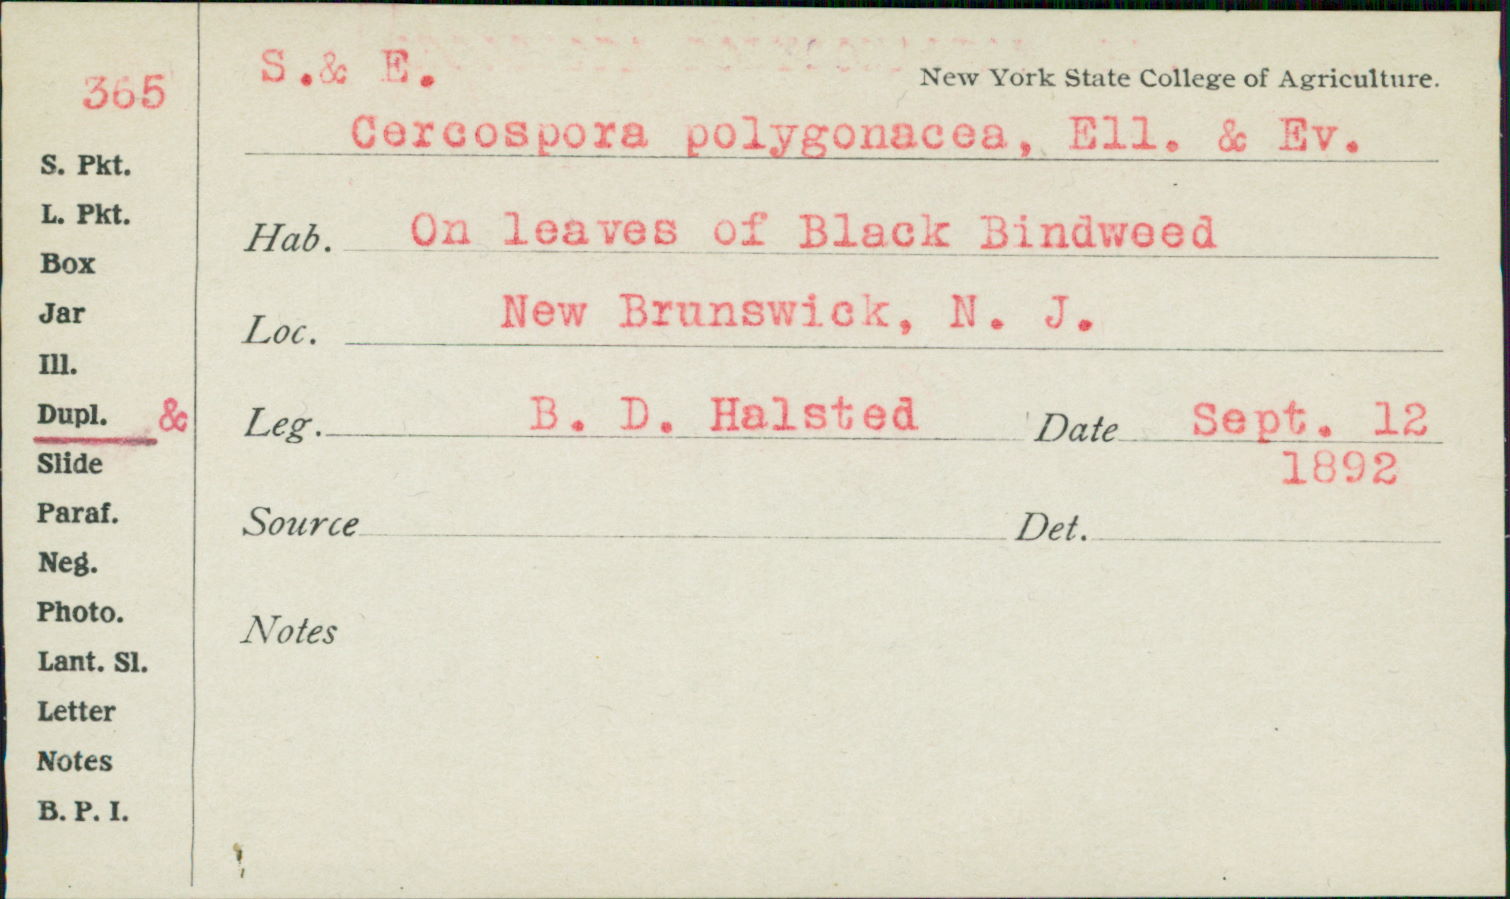 365
S. Pkt.
L. Pkt.
Box
Jar
Ill.
Dupl. &
Slide
Paraf.
Neg.
Photo.
Lant. Sl.
Letter
Notes
B. P. I.
S.& E.
New York State College of Agriculture.
Cercospora polygonacea, Ell. & Ev.
Hab. On leaves of Black Bindweed
Loc. New Brunswick, N. J.
Leg. B. D. Halsted Date Sept. 12
1892
Source Det.
Notes